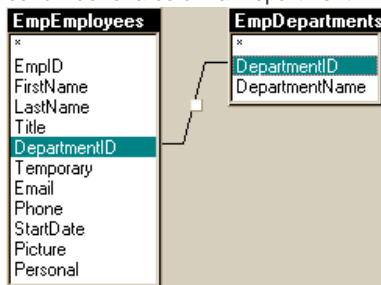 EmpEmployees
*
EmpID
FirstName
LastName
Title
DepartmentID
Temporary
Email
Phone
StartDate
Picture
Personal
EmpDepartments
*
DepartmentID
DepartmentName